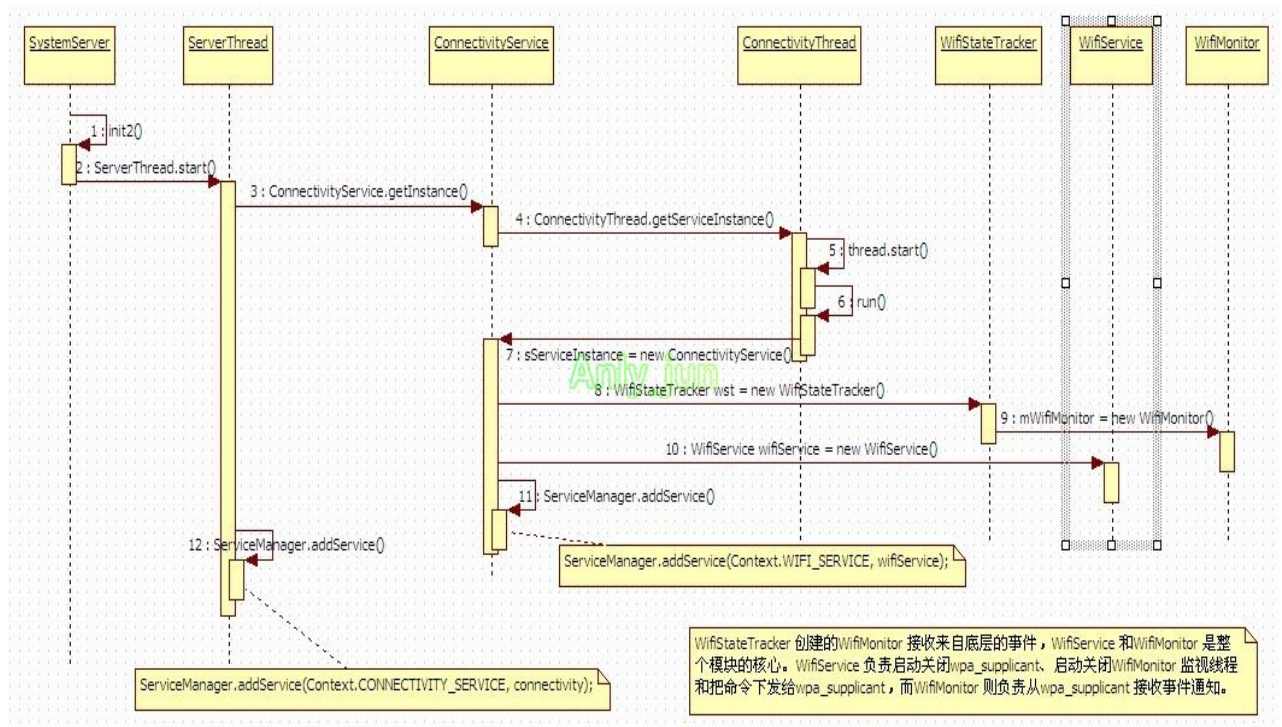 SystemServer
ServerThread
ConnectivityService
ConnectivityThread
WifiStateTracker
WifiService
WifiMonitor
1 : init2()
2 : ServerThread.start()
3 : ConnectivityService.getInstance()
4 : ConnectivityThread.getServiceInstance()
5 : thread.start()
6 : run()
7 : sServiceInstance = new ConnectivityService()
Anly_jun
8 : WifiStateTracker wst = new WifiStateTracker()
9 : mWifiMonitor = new WifiMonitor()
10 : WifiService wifiService = new WifiService()
11 : ServiceManager.addService()
12 : ServiceManager.addService()
ServiceManager.addService(Context.WIFI_SERVICE, wifiService);
WifiStateTracker 创建的WifiMonitor 接收来自底层的事件，WifiService 和WifiMonitor 是整
个模块的核心。WifiService 负责启动关闭wpa_supplicant、启动关闭WifiMonitor 监视线程
和把命令下发给wpa_supplicant，而WifiMonitor 则负责从wpa_supplicant 接收事件通知。
ServiceManager.addService(Context.CONNECTIVITY_SERVICE, connectivity);